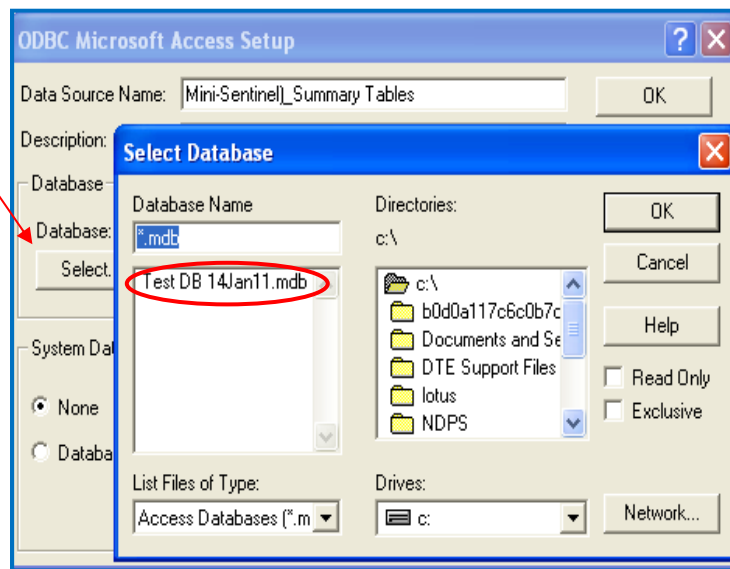 ODBC Microsoft Access Setup
Data Source Name: Mini-Sentinel)_Summary Tables OK
Description:
Database
Database:
Select.
System Dat
None
Databa
Select Database
Database Name
*.mdb
Test DB 14Jan11.mdb
List Files of Type:
Access Databases (*.m
Directories:
c:\
c:\
b0d0a117c6c0b7c
Documents and Se
DTE Support Files
lotus
NDPS
Drives:
c:
OK
Cancel
Help
Read Only
Exclusive
Network...